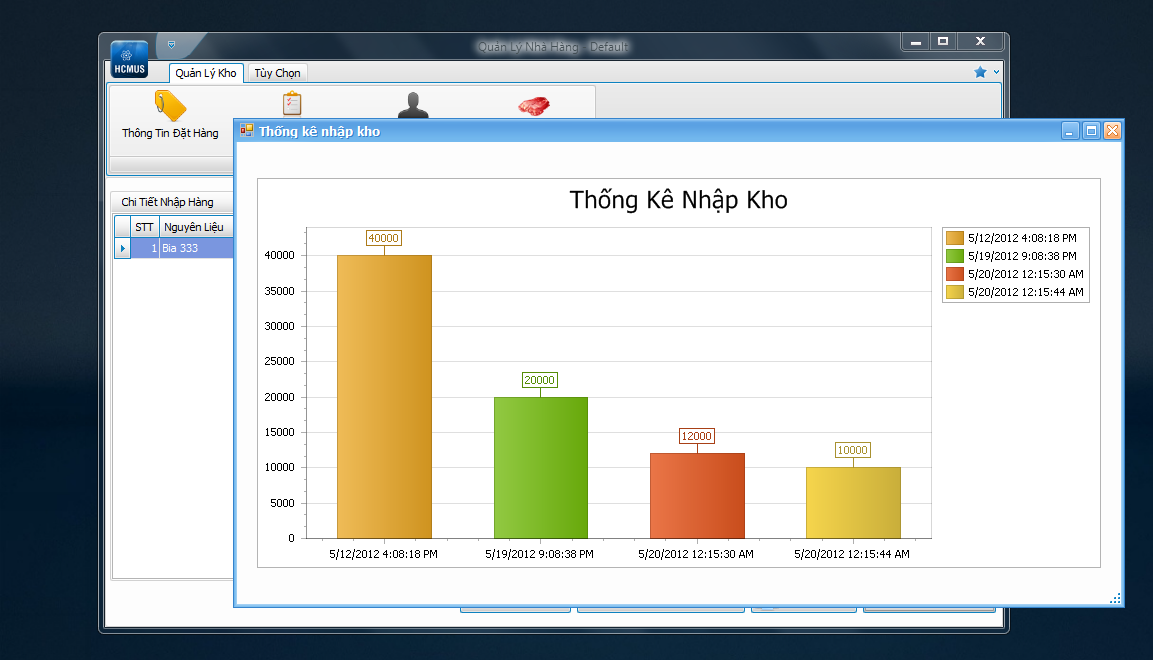 Quản Lý Nhà Hàng - Default
HCMUS
Quản Lý Kho
Tùy Chọn
Thông Tin Đặt Hàng
Thống kê nhập kho
Chi Tiết Nhập Hàng
STT Nguyên Liệu
1 Bia 333
Thống Kê Nhập Kho
40000
20000
12000
10000
40000
35000
30000
25000
20000
15000
10000
5000
0
5/12/2012 4:08:18 PM
5/19/2012 9:08:38 PM
5/20/2012 12:15:30 AM
5/20/2012 12:15:44 AM
5/12/2012 4:08:18 PM
5/19/2012 9:08:38 PM
5/20/2012 12:15:30 AM
5/20/2012 12:15:44 AM